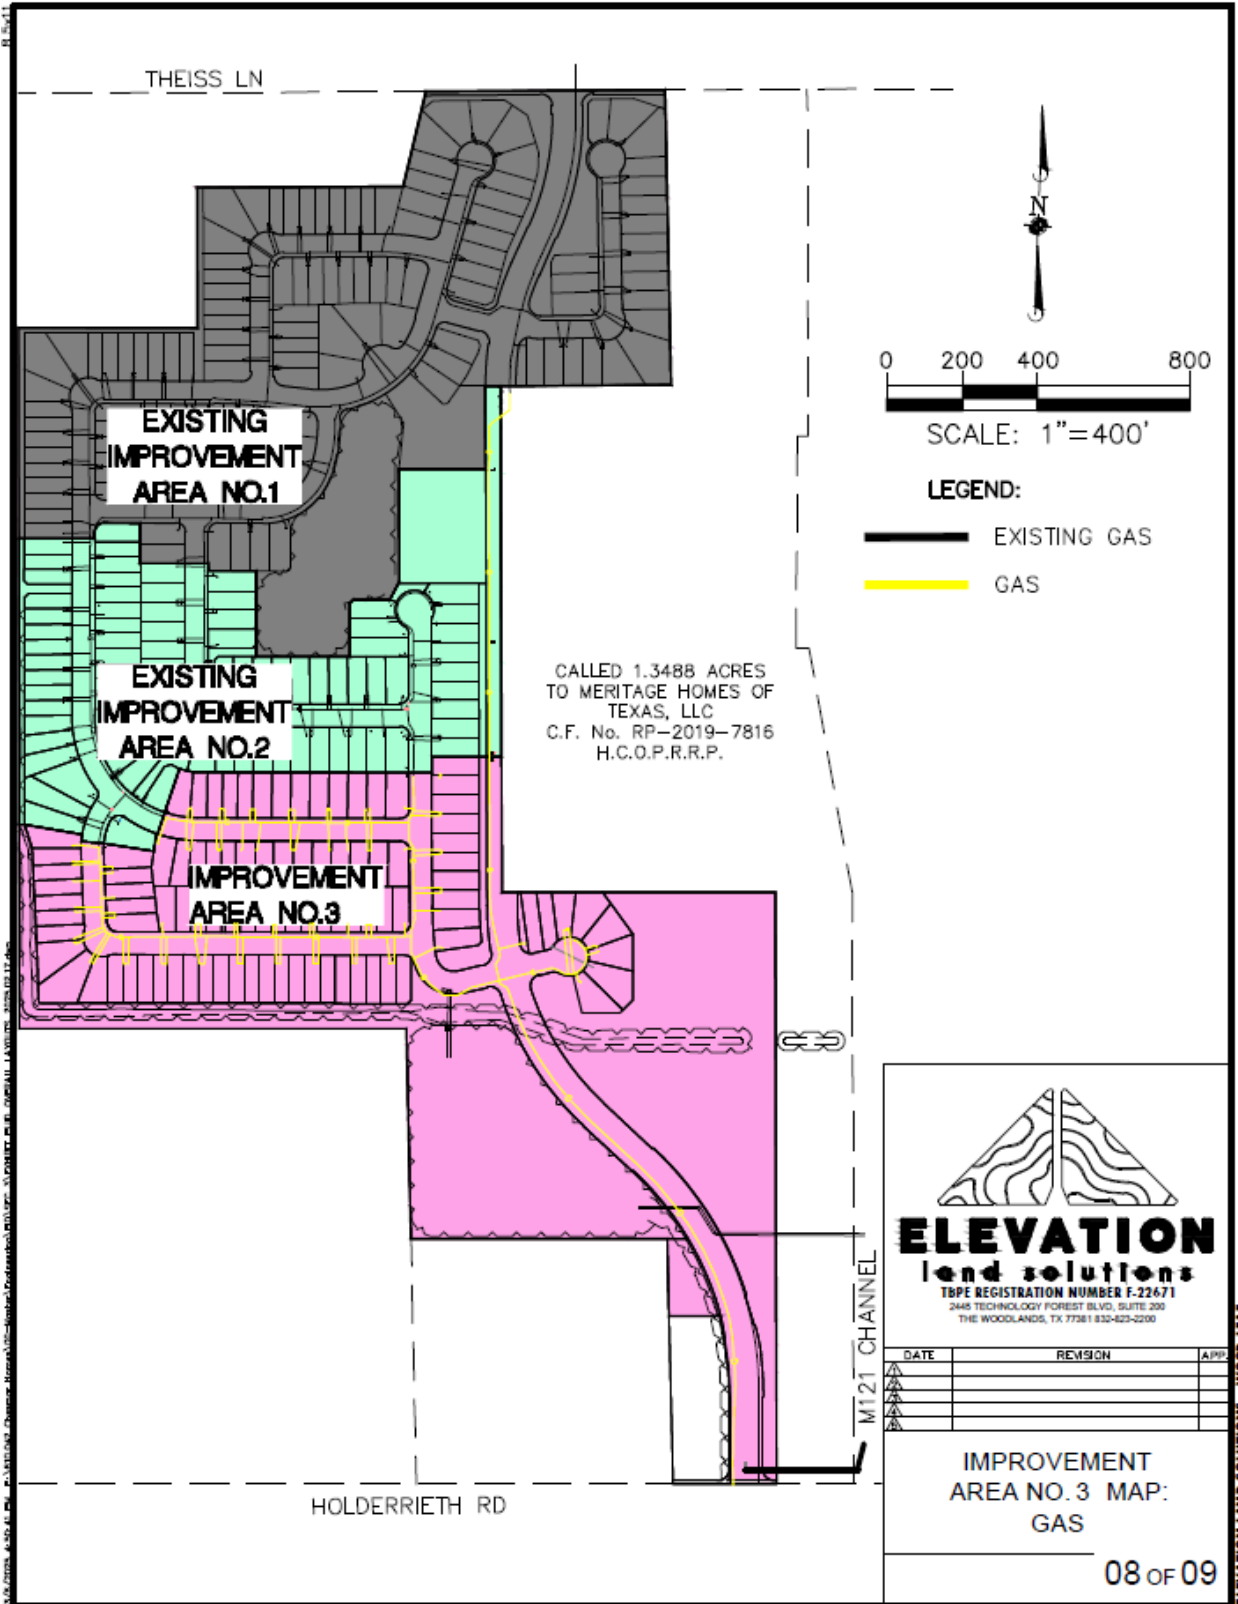 THEISS LN
N
0 200 400 800
SCALE: 1"=400'
LEGEND:
EXISTING GAS
GAS
EXISTING
IMPROVEMENT
AREA NO.1
EXISTING
IMPROVEMENT
AREA NO.2
CALLED 1.3488 ACRES
TO MERITAGE HOMES OF
TEXAS, LLC
C.F. No. RP-2019-7816
H.C.O.P.R.R.P.
IMPROVEMENT
AREA NO.3
M121 CHANNEL
HOLDERRIETH RD
ELEVATION
land solutions
TBPE REGISTRATION NUMBER F-22671
2445 TECHNOLOGY FOREST BLVD, SUITE 200
THE WOODLANDS, TX 77381 832-823-2200
DATE REVISION APP.
IMPROVEMENT
AREA NO. 3 MAP:
GAS
08 OF 09